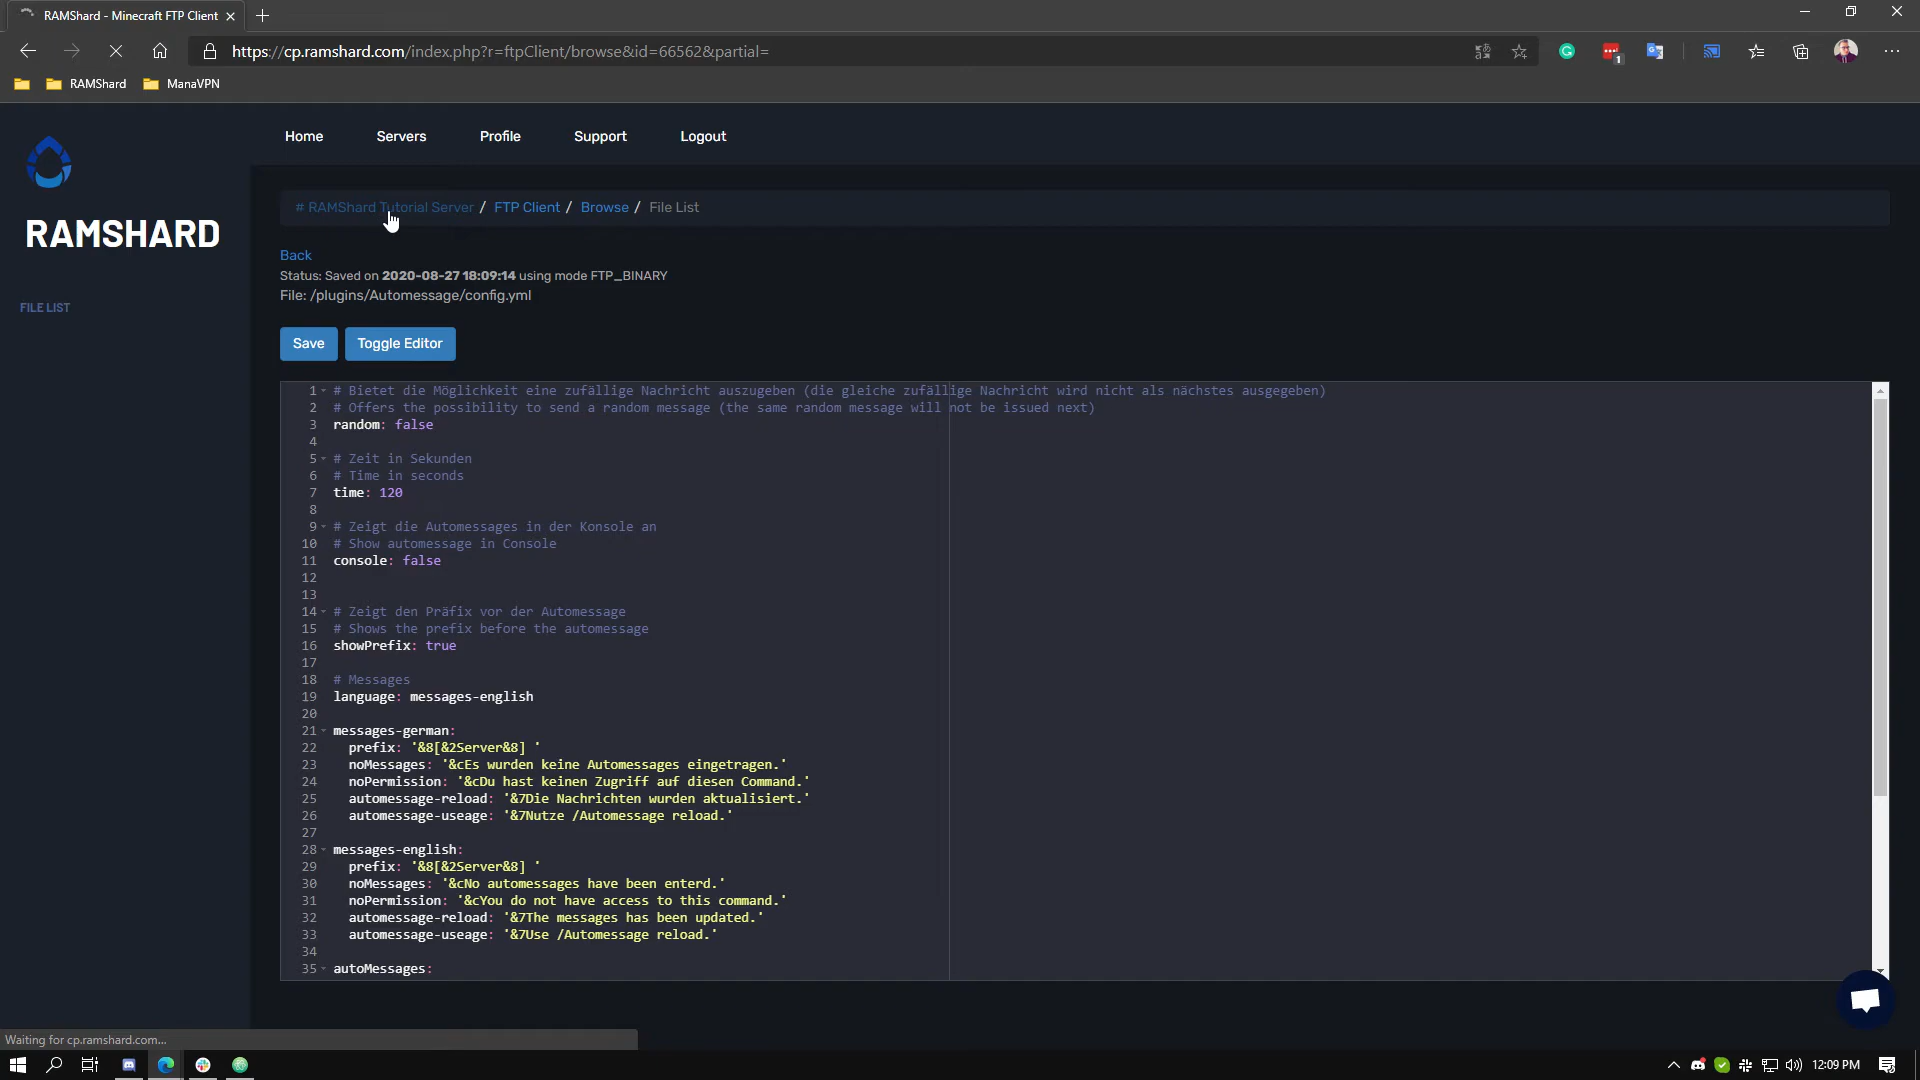 RAMShard - Minecraft FTP Client
https://cp.ramshard.com/index.php?r=ftpClient/browse&id=66562&partial=
1
RAMShard
ManaVPN
Home
Servers
Profile
Support
Logout
RAMSHARD
FILE LIST
# RAMShard Tutorial Server / FTP Client / Browse / File List
Back
Status: Saved on 2020-08-27 18:09:14 using mode FTP_BINARY
File: /plugins/Automessage/config.yml
Save
Toggle Editor
1 # Bietet die Möglichkeit eine zufällige Nachricht auszugeben (die gleiche zufällige Nachricht wird nicht als nächstes ausgegeben)
2 # Offers the possibility to send a random message (the same random message will not be issued next)
3 random: false
4
5 # Zeit in Sekunden
6 # Time in seconds
7 time: 120
8
9 # Zeigt die Automessages in der Konsole an
10 # Show automessage in Console
11 console: false
12
13
14 # Zeigt den Präfix vor der Automessage
15 # Shows the prefix before the automessage
16 showPrefix: true
17
18 # Messages
19 language: messages-english
20
21 messages-german:
22 prefix: '&8[&2Server&8] '
23 noMessages: '&cEs wurden keine Automessages eingetragen.'
24 noPermission: '&cDu hast keinen Zugriff auf diesen Command.'
25 automessage-reload: '&7Die Nachrichten wurden aktualisiert.'
26 automessage-useage: '&7Nutze /Automessage reload.'
27
28 messages-english:
29 prefix: '&8[&2Server&8] '
30 noMessages: '&cNo automessages have been enterd.'
31 noPermission: '&cYou do not have access to this command.'
32 automessage-reload: '&7The messages has been updated.'
33 automessage-useage: '&7Use /Automessage reload.'
34
35 autoMessages:
Waiting for cp.ramshard.com...
12:09 PM